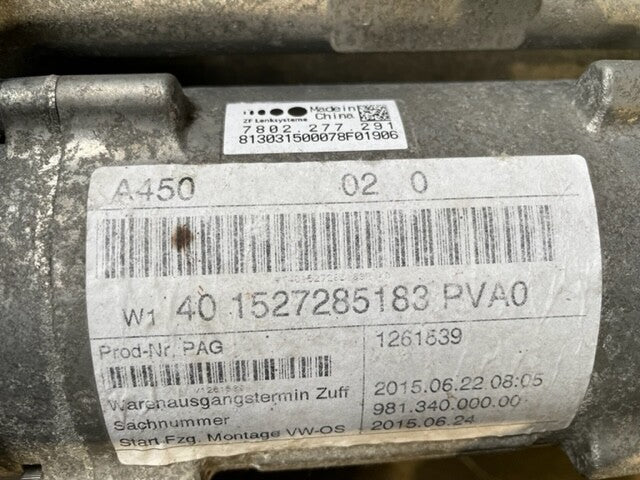 Made in
China
ZF Lenksysteme
7802 277 291
813031500078F01906
A450 02 0
W1 40 1527285183 PVA0
Prod-Nr. PAG 1261539
Warenausgangstermin Zuff 2015.06.22 08:05
Sachnummer 981.340.000.00
Start Fzg. Montage VW-OS 2015.06.24